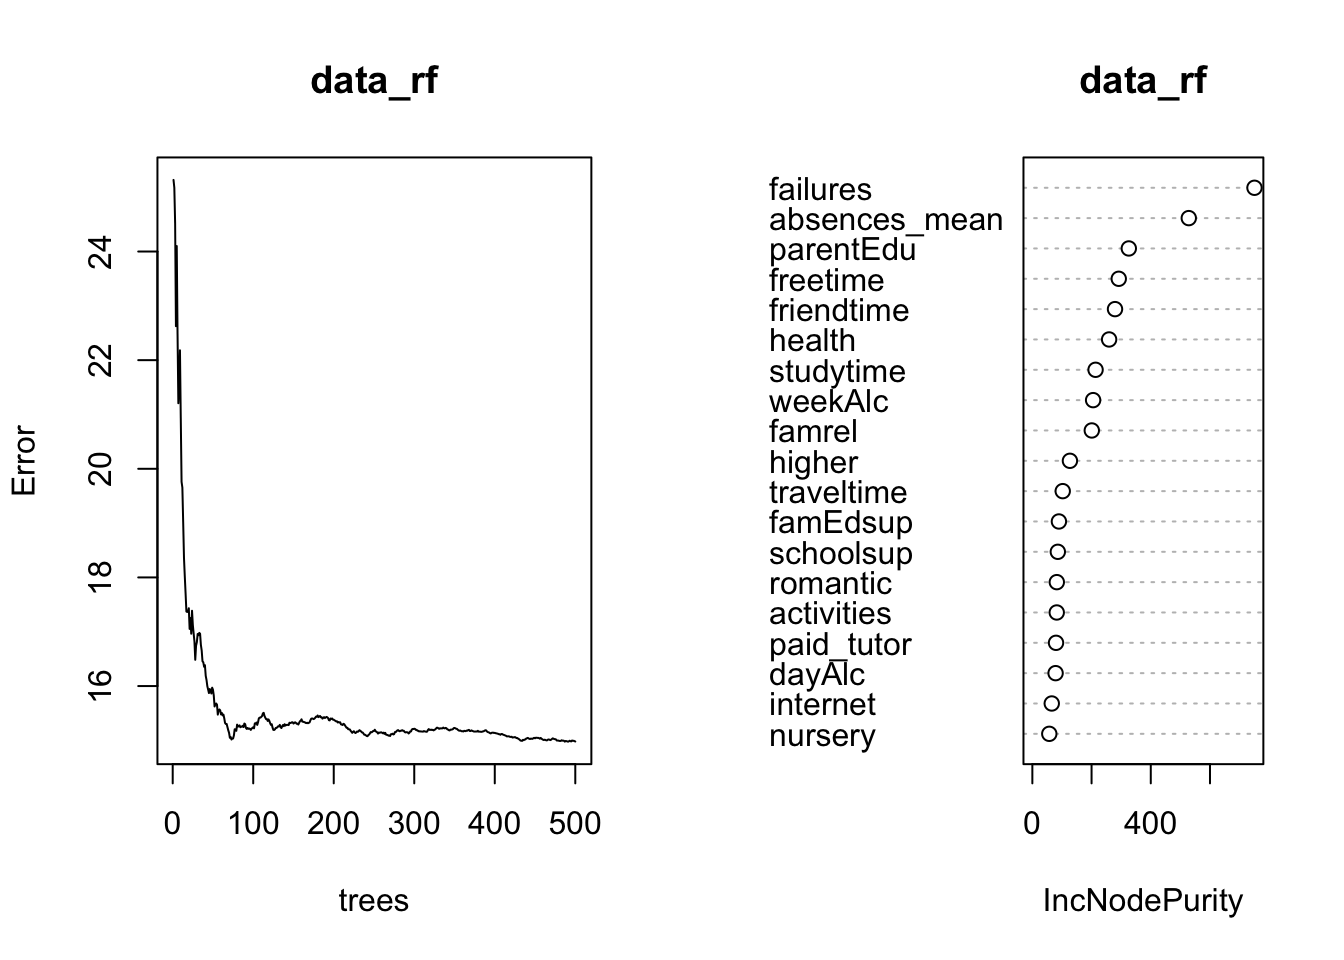 data_rf
Error
24
22
20
18
16
0 100 200 300 400 500
trees
data_rf
failures
absences_mean
parentEdu
freetime
friendtime
health
studytime
weekAlc
famrel
higher
traveltime
famEdsup
schoolsup
romantic
activities
paid_tutor
dayAlc
internet
nursery
0 400
IncNodePurity